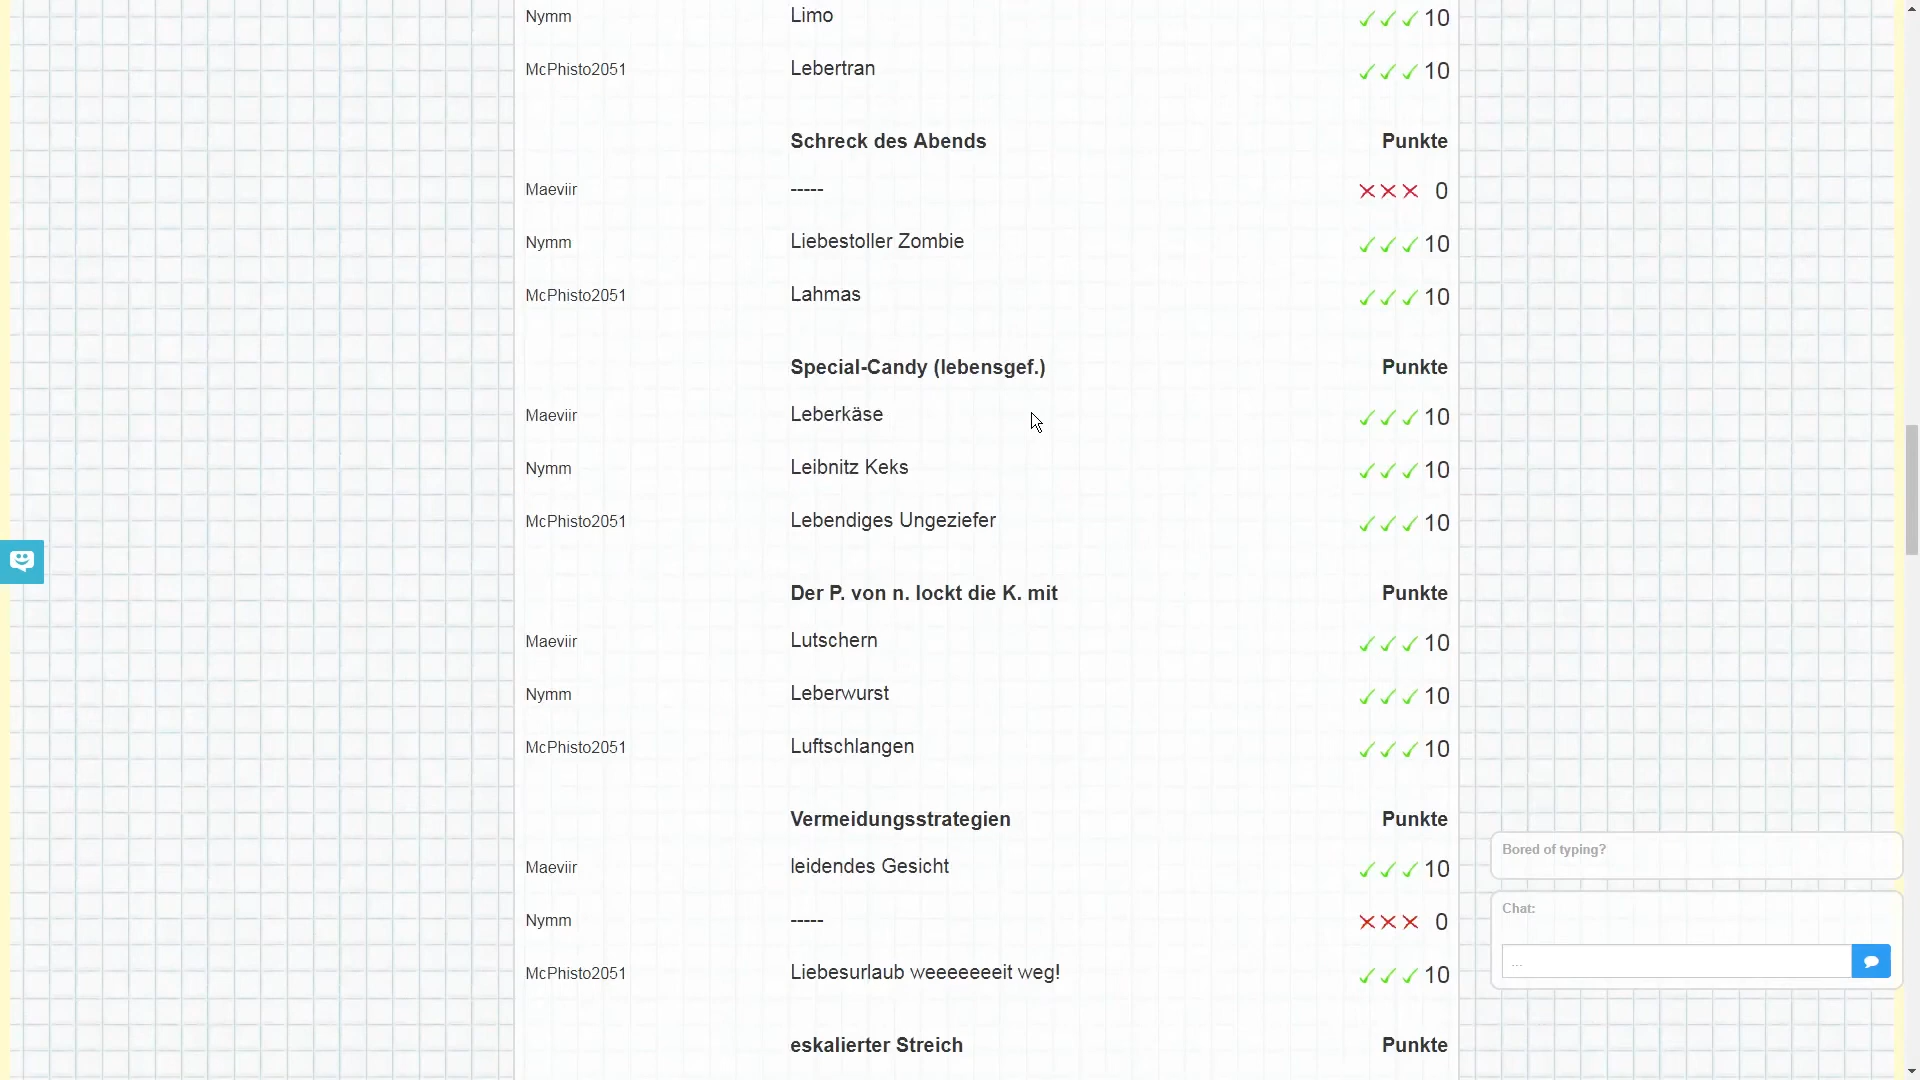 Nymm Limo 10
McPhisto2051 Lebertran 10
Schreck des Abends Punkte
Maeviir ----- 0
Nymm Liebestoller Zombie 10
McPhisto2051 Lahmas 10
Special-Candy (lebensgef.) Punkte
Maeviir Leberkäse 10
Nymm Leibnitz Keks 10
McPhisto2051 Lebendiges Ungeziefer 10
Der P. von n. lockt die K. mit Punkte
Maeviir Lutschern 10
Nymm Leberwurst 10
McPhisto2051 Luftschlangen 10
Vermeidungsstrategien Punkte
Maeviir leidendes Gesicht 10
Nymm ----- 0
McPhisto2051 Liebesurlaub weeeeeeeit weg! 10
eskalierter Streich Punkte
Bored of typing?
Chat:
...